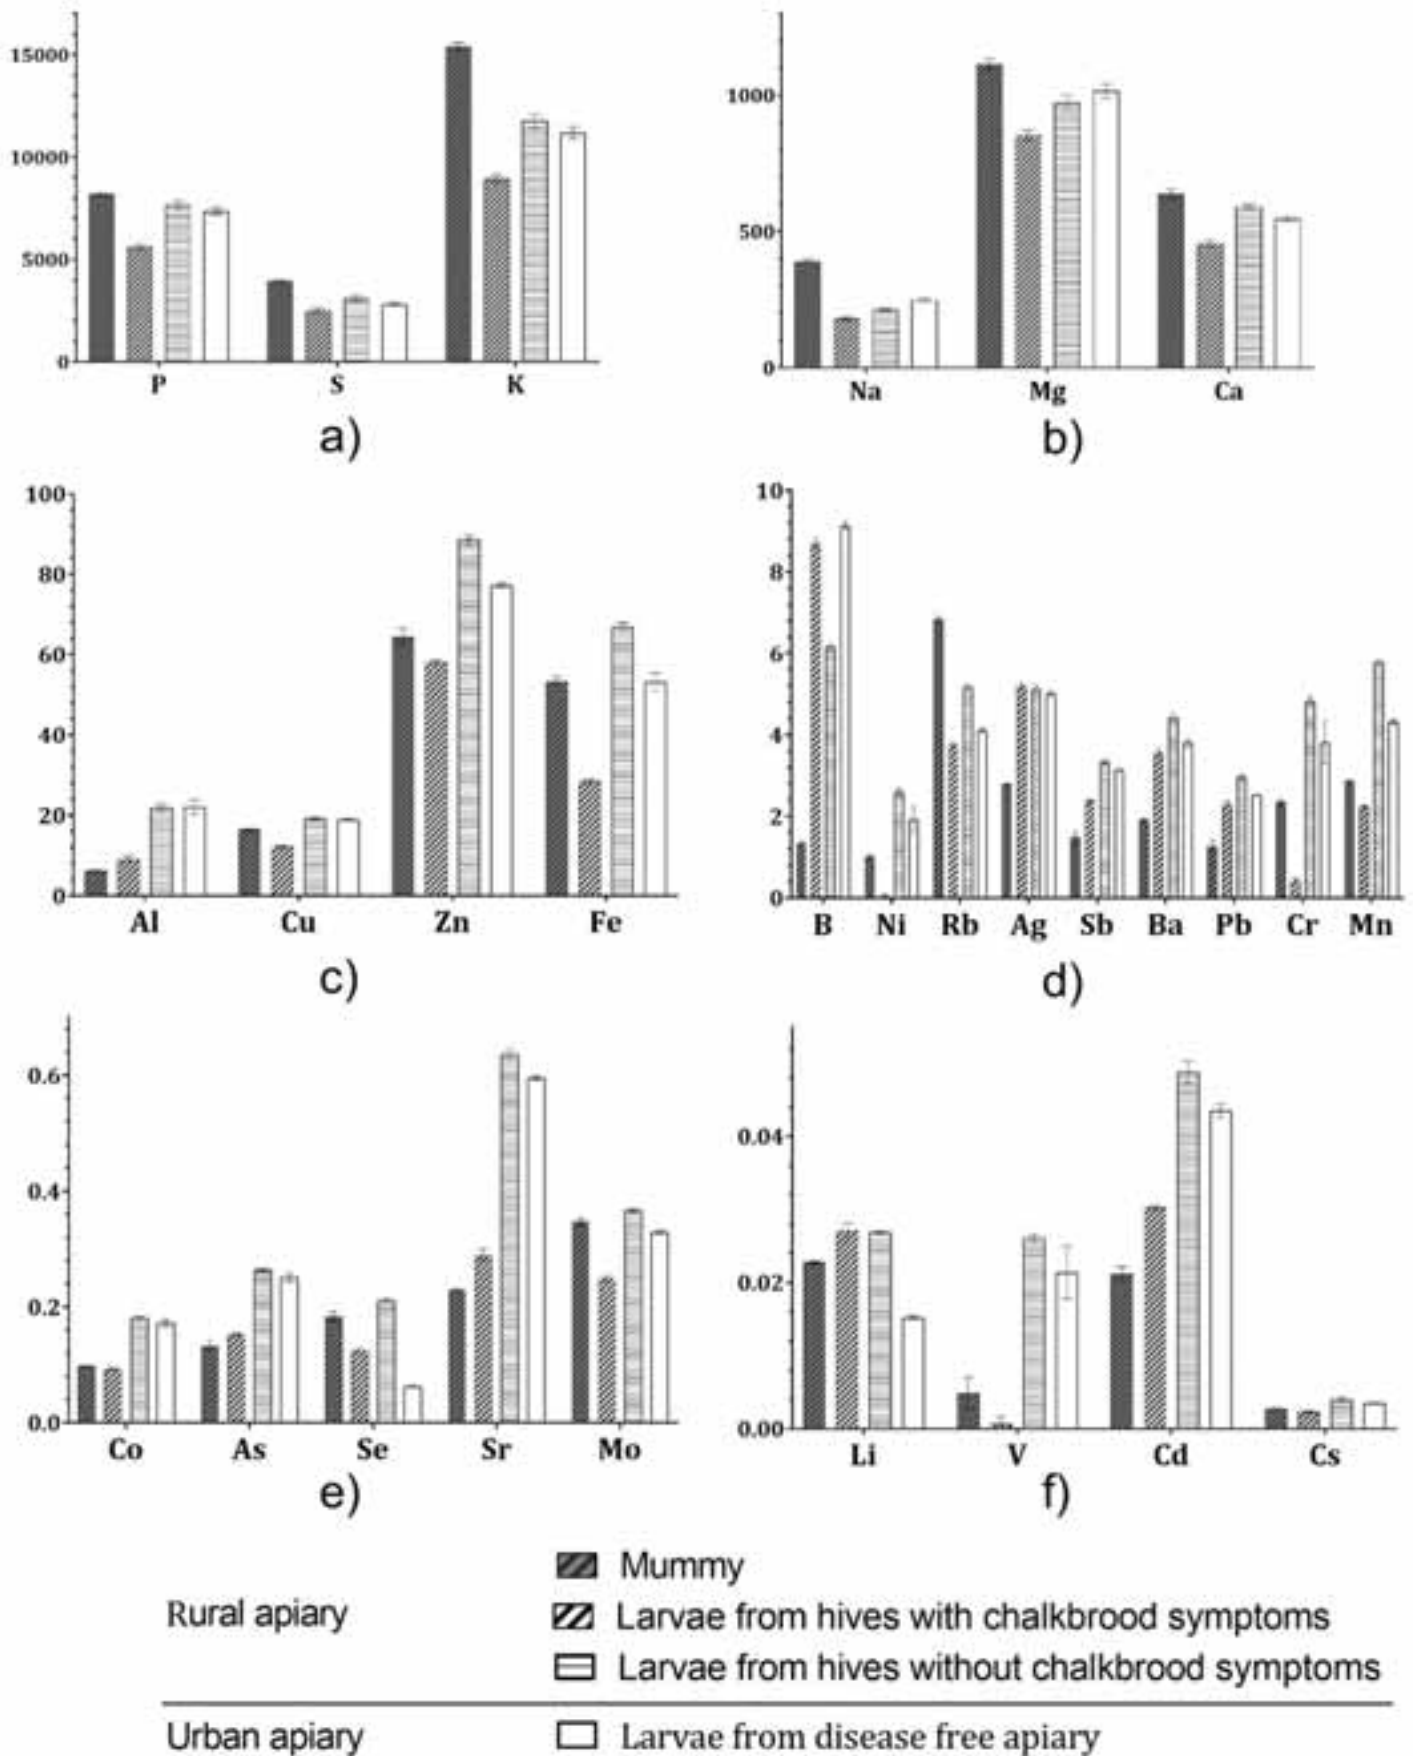 15000
10000
5000
0
P S K
a)
1000
500
0
Na Mg Ca
b)
100
80
60
40
20
0
Al Cu Zn Fe
c)
10
8
6
4
2
0
B Ni Rb Ag Sb Ba Pb Cr Mn
d)
0.6
0.4
0.2
0.0
Co As Se Sr Mo
e)
0.04
0.02
0.00
Li V Cd Cs
f)
Mummy
Rural apiary Larvae from hives with chalkbrood symptoms
Larvae from hives without chalkbrood symptoms
Urban apiary Larvae from disease free apiary